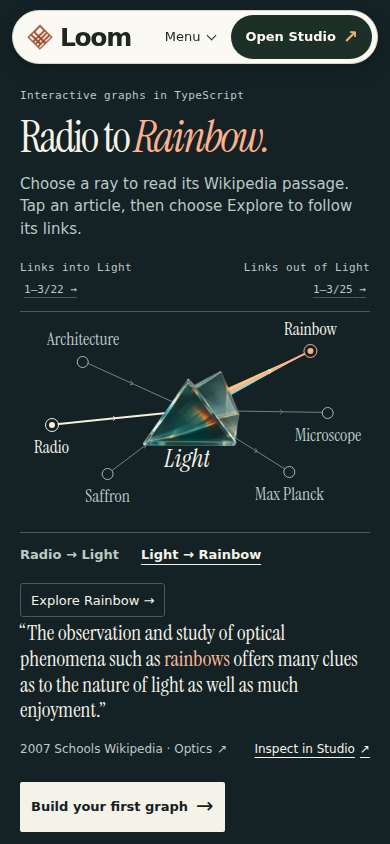 Loom
Menu
Open Studio ↗
Interactive graphs in TypeScript
Radio to Rainbow.
Choose a ray to read its Wikipedia passage.
Tap an article, then choose Explore to follow
its links.
Links into Light
Links out of Light
1–3/22 →
1–3/25 →
Rainbow
Architecture
Radio
Microscope
Light
Saffron
Max Planck
Radio → Light
Light → Rainbow
Explore Rainbow →
“The observation and study of optical
phenomena such as rainbows offers many clues
as to the nature of light as well as much
enjoyment.”
2007 Schools Wikipedia · Optics ↗
Inspect in Studio ↗
Build your first graph →